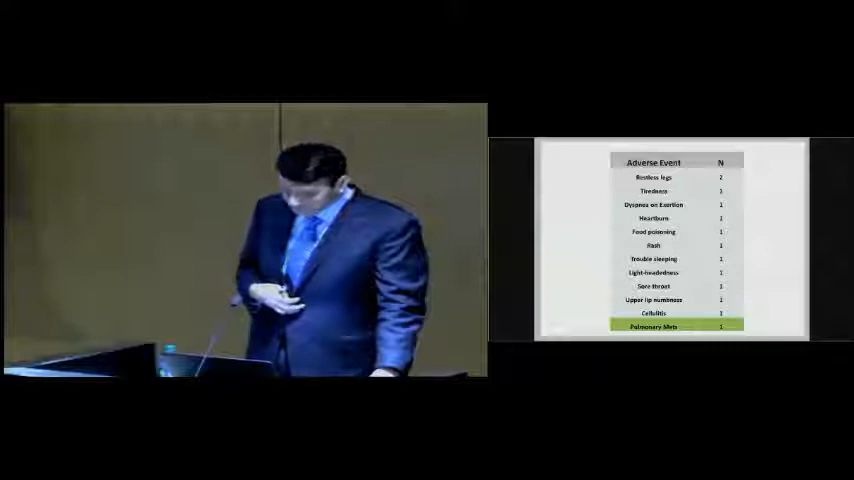 Adverse Event N
Restless legs 2
Tiredness 1
Dyspnea on Exertion 1
Heartburn 1
Food poisoning 1
Rash 1
Trouble sleeping 1
Light-headedness 1
Sore throat 1
Upper lip numbness 1
Cellulitis 1
Pulmonary Mets 1